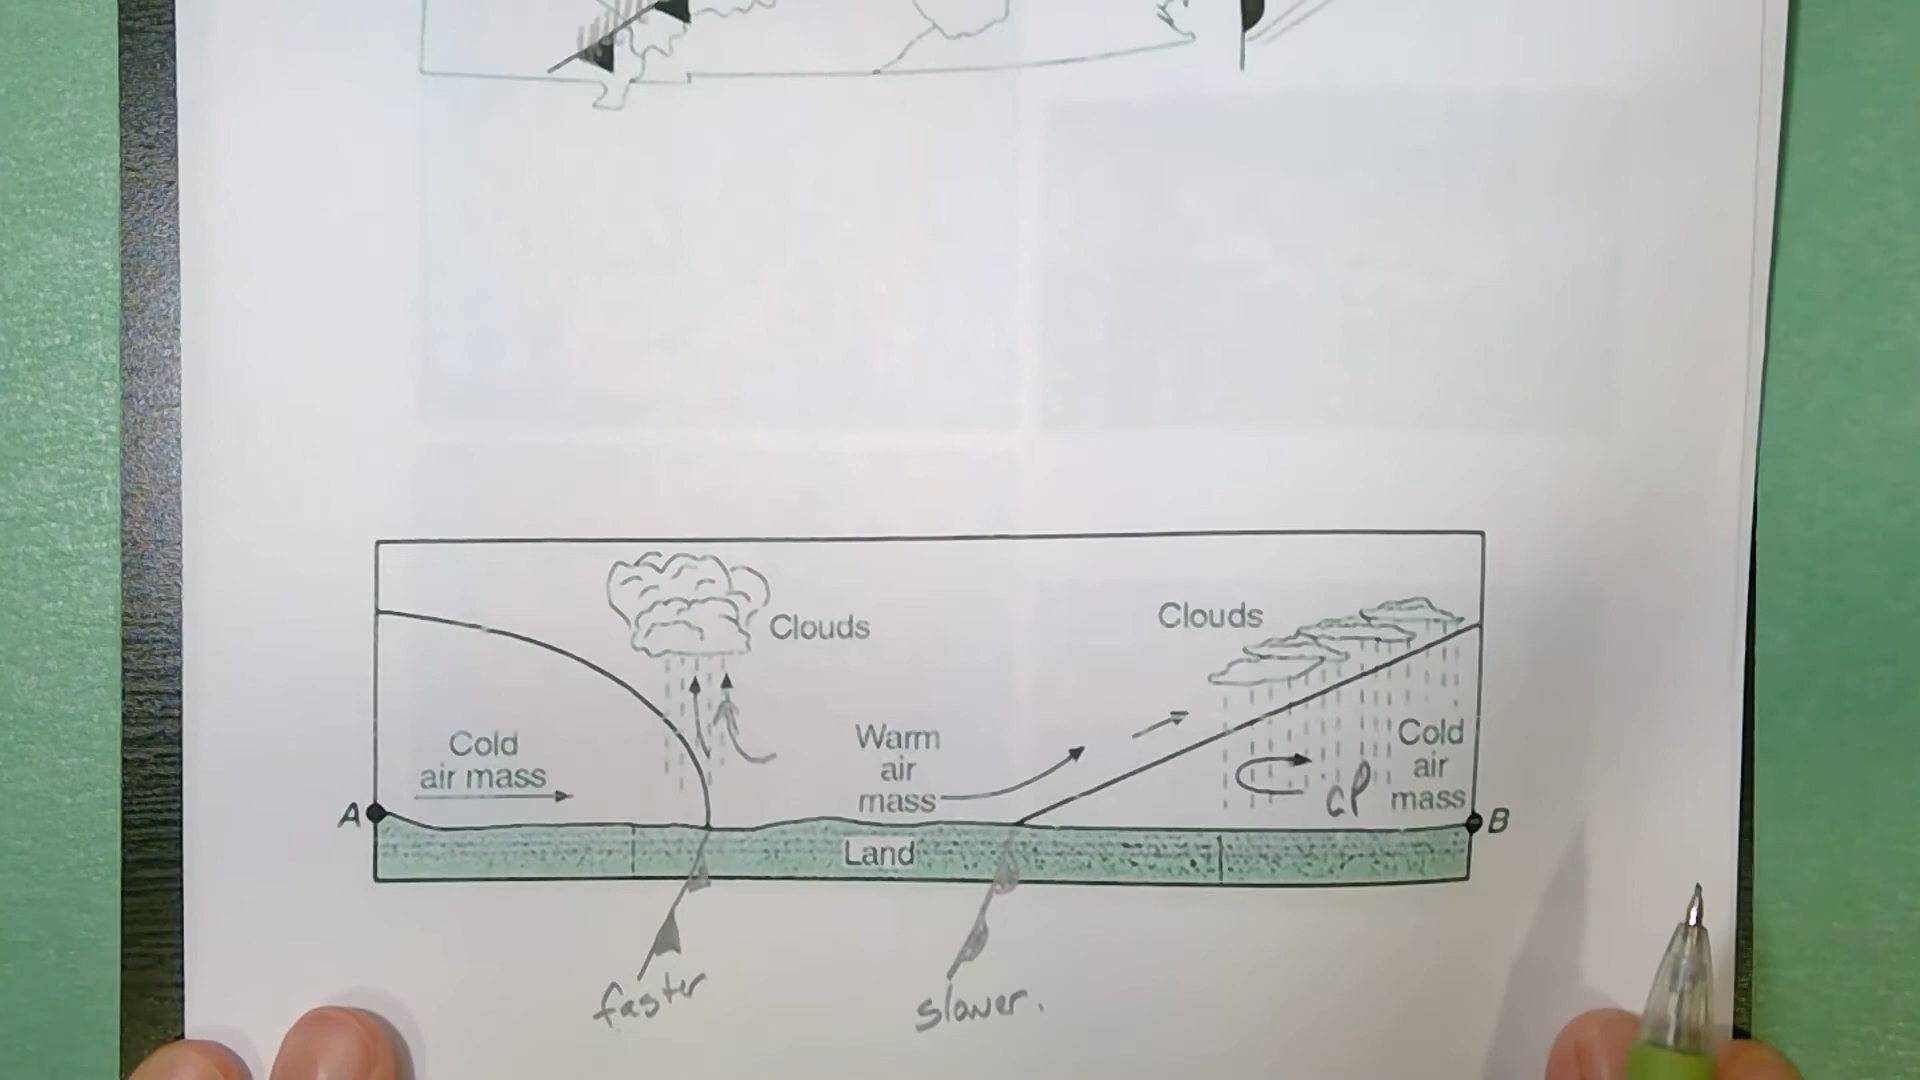 Clouds
Clouds
Cold
air mass
Warm
air
mass
Cold
air
mass
cP
A
B
Land
faster
slower.